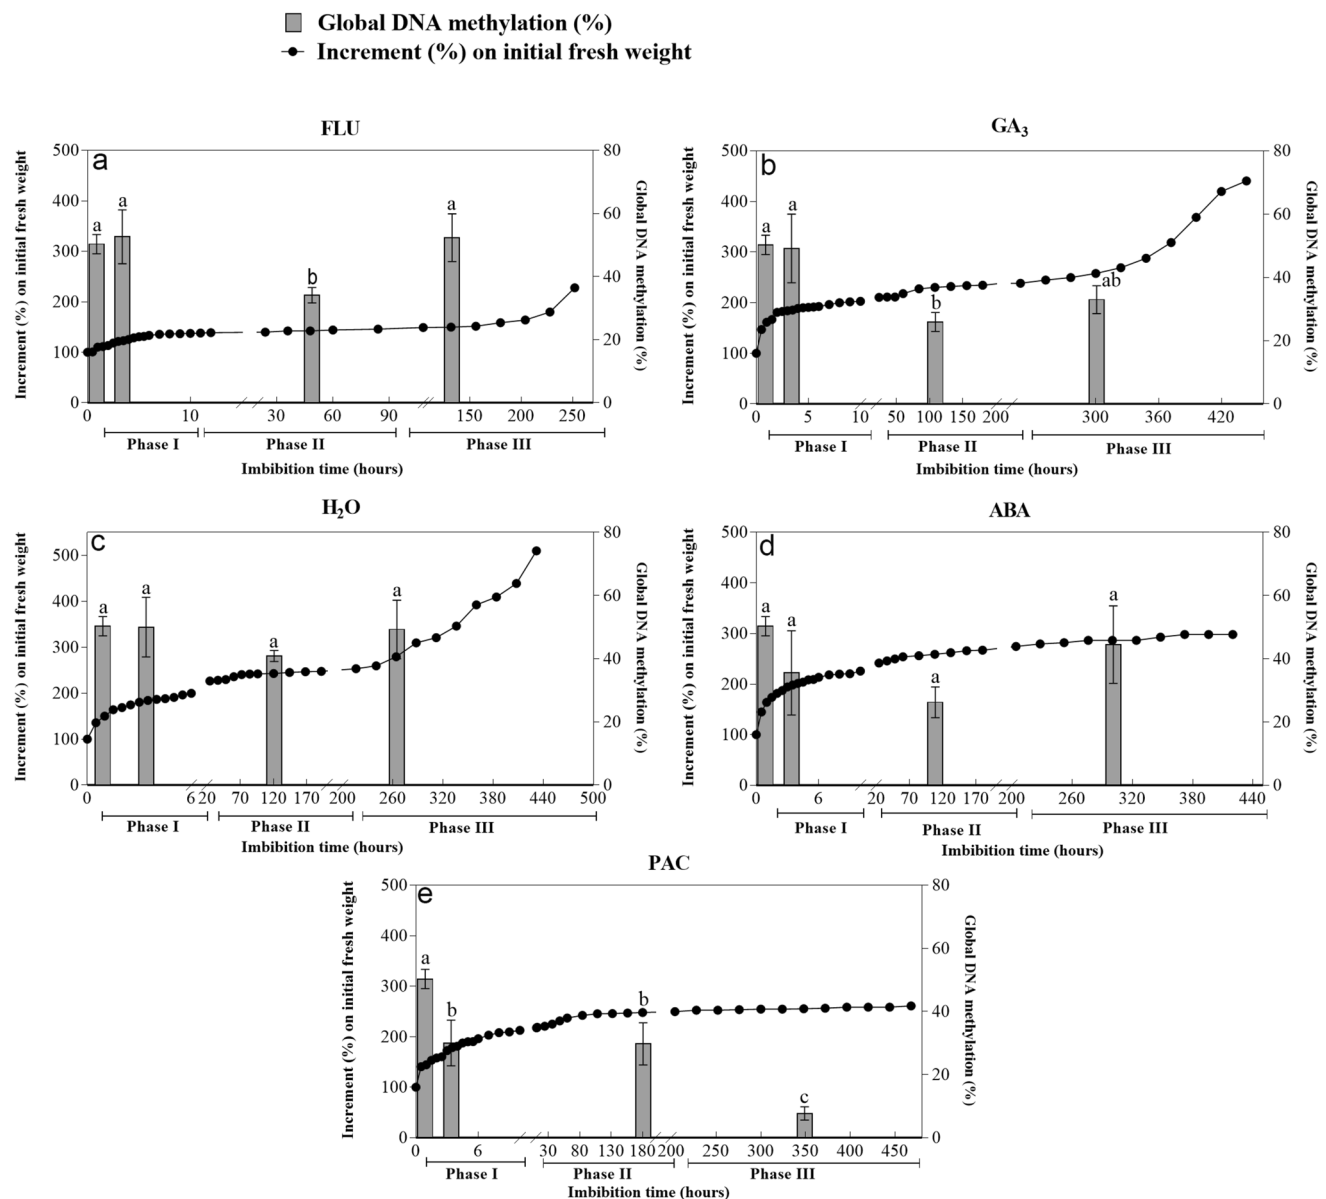 Global DNA methylation (%)
Increment (%) on initial fresh weight
FLU
a
Increment (%) on initial fresh weight
500
400
300
200
100
0
80
60
40
20
0
Global DNA methylation (%)
a a b a
0 10 30 60 90 150 200 250
Phase I Phase II Phase III
Imbibition time (hours)
GA3
b
Increment (%) on initial fresh weight
500
400
300
200
100
0
80
60
40
20
0
Global DNA methylation (%)
a a b ab
0 5 10 50 100 150 200 300 360 420
Phase I Phase II Phase III
Imbibition time (hours)
H2O
c
Increment (%) on initial fresh weight
500
400
300
200
100
0
80
60
40
20
0
Global DNA methylation (%)
a a a a
0 6 20 70 120 170 200 260 320 380 440 500
Phase I Phase II Phase III
Imbibition time (hours)
ABA
d
Increment (%) on initial fresh weight
500
400
300
200
100
0
80
60
40
20
0
Global DNA methylation (%)
a a a a
0 6 20 70 120 170 200 260 320 380 440
Phase I Phase II Phase III
Imbibition time (hours)
PAC
e
Increment (%) on initial fresh weight
500
400
300
200
100
0
80
60
40
20
0
Global DNA methylation (%)
a b b c
0 6 30 80 130 180 200 250 300 350 400 450
Phase I Phase II Phase III
Imbibition time (hours)